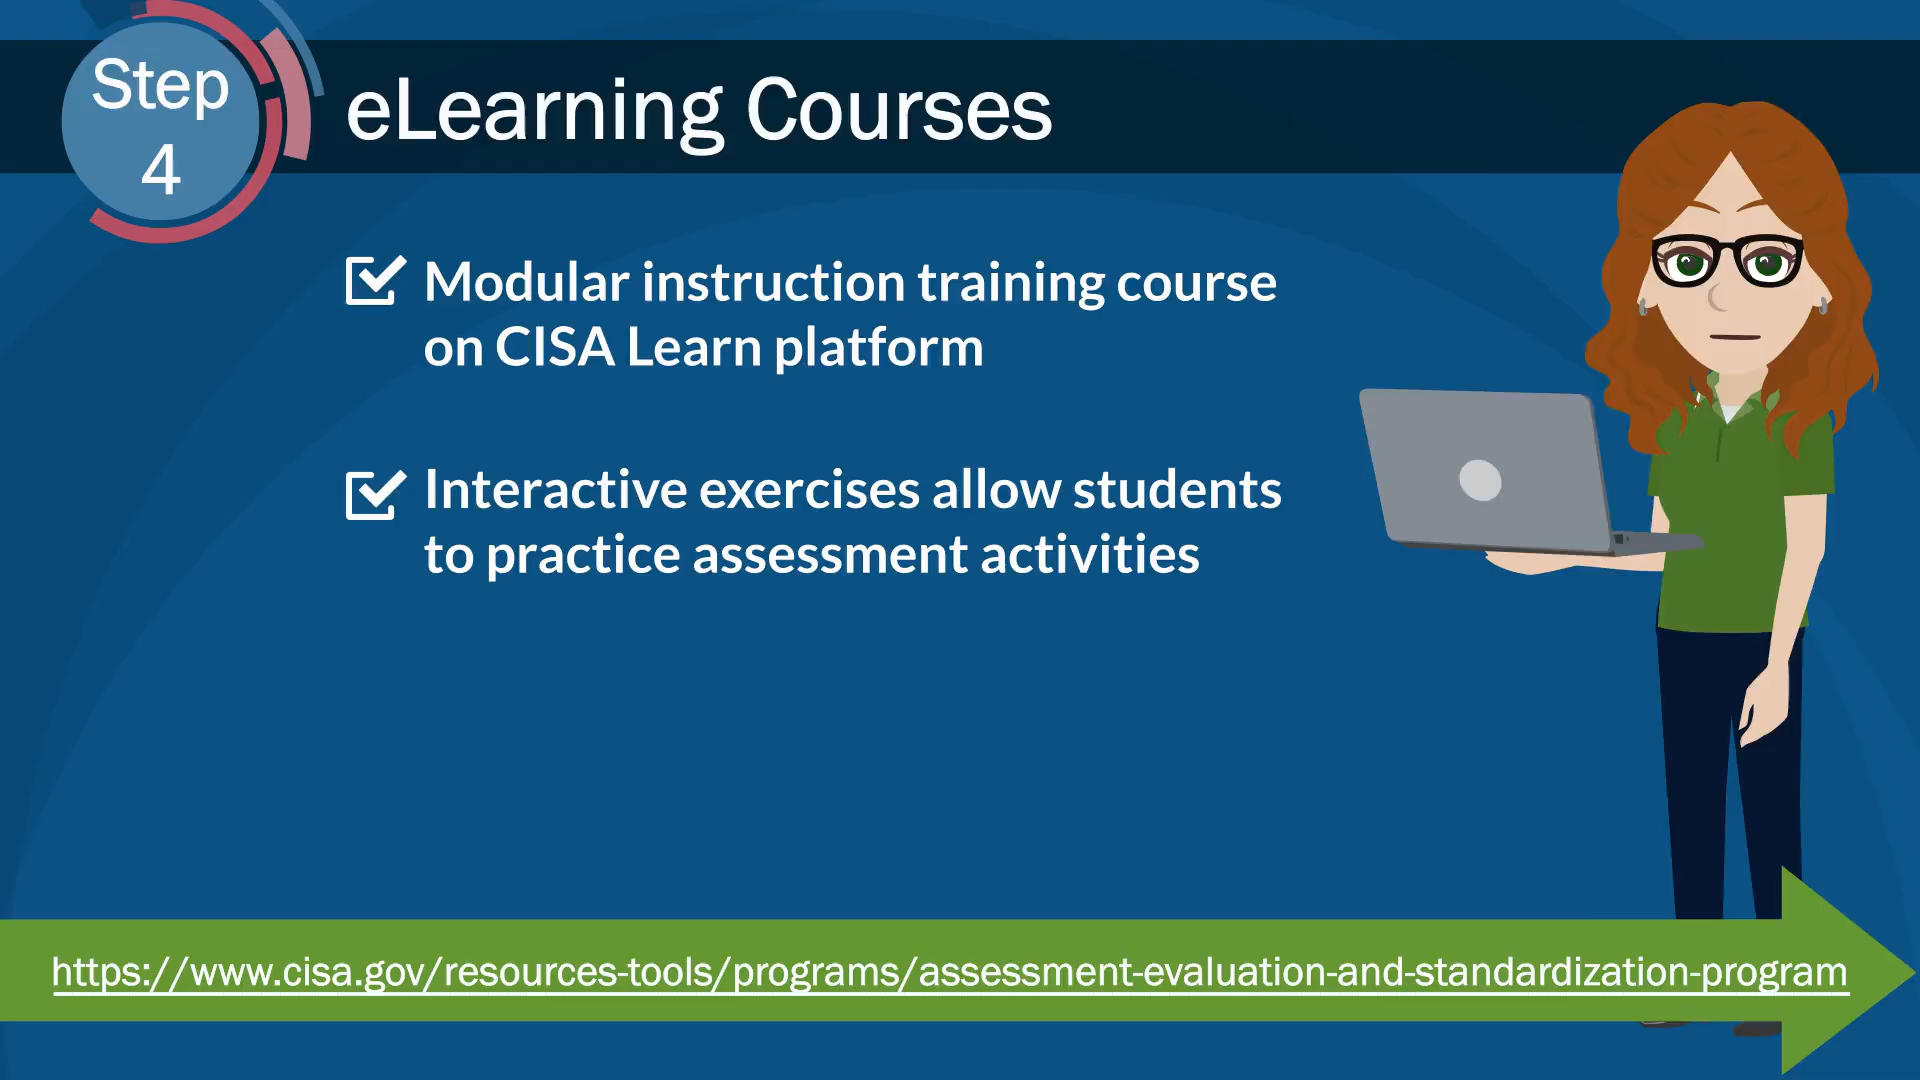 Step
4
eLearning Courses
Modular instruction training course
on CISA Learn platform
Interactive exercises allow students
to practice assessment activities
https://www.cisa.gov/resources-tools/programs/assessment-evaluation-and-standardization-program